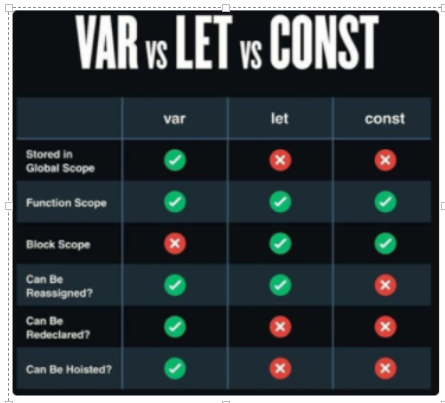 VAR vs LET vs CONST
var let const
Stored in
Global Scope
Function Scope
Block Scope
Can Be
Reassigned?
Can Be
Redeclared?
Can Be Hoisted?